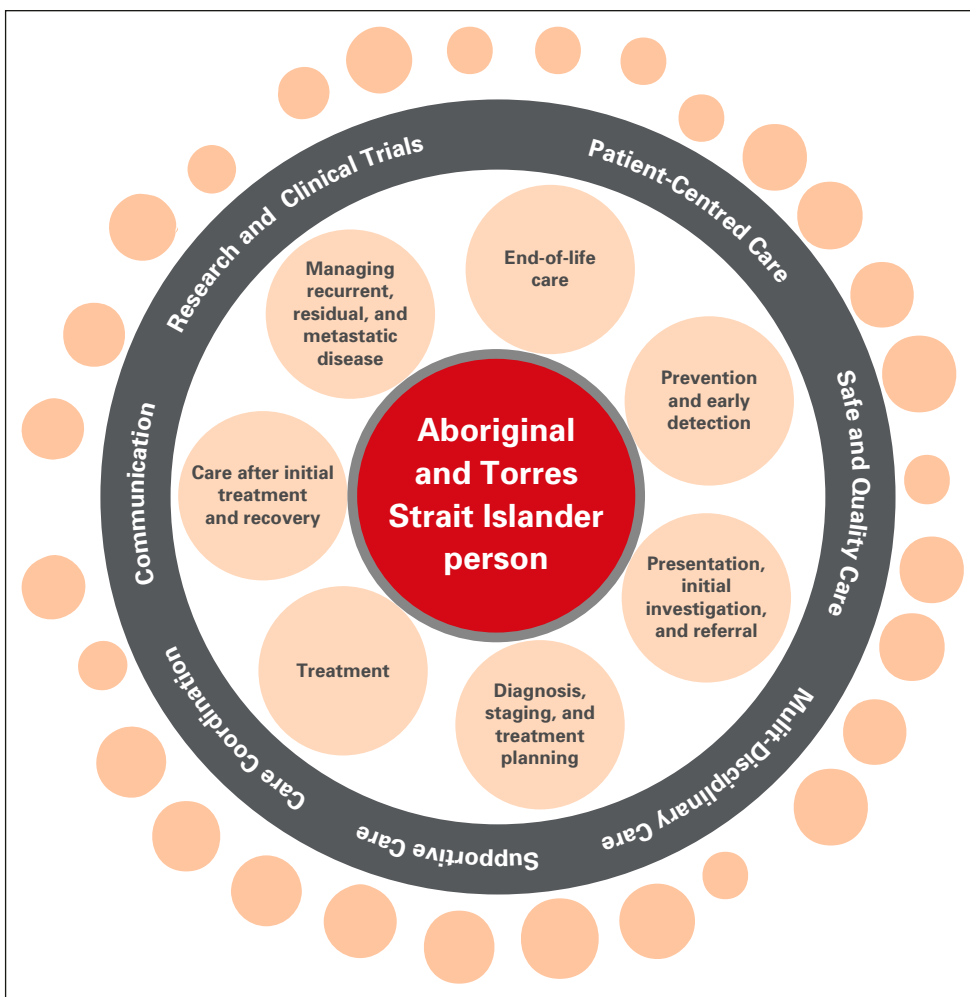 Research and Clinical Trials
Patient-Centred Care
Safe and Quality Care
Mulit-Disciplinary Care
Supportive Care
Care Coordination
Communication
End-of-life
care
Prevention
and early
detection
Presentation,
initial
investigation,
and referral
Diagnosis,
staging, and
treatment
planning
Treatment
Care after initial
treatment
and recovery
Managing
recurrent,
residual, and
metastatic
disease
Aboriginal
and Torres
Strait Islander
person